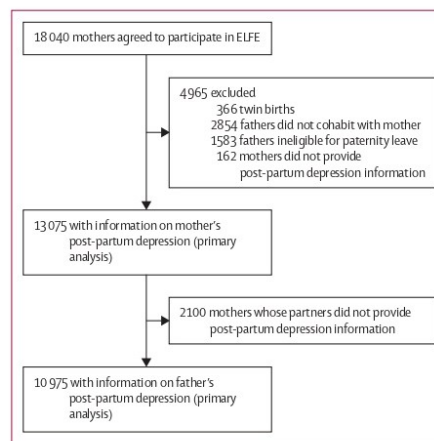 18 040 mothers agreed to participate in ELFE
4965 excluded
366 twin births
2854 fathers did not cohabit with mother
1583 fathers ineligible for paternity leave
162 mothers did not provide
post-partum depression information
13 075 with information on mother's
post-partum depression (primary
analysis)
2100 mothers whose partners did not provide
post-partum depression information
10 975 with information on father's
post-partum depression (primary
analysis)